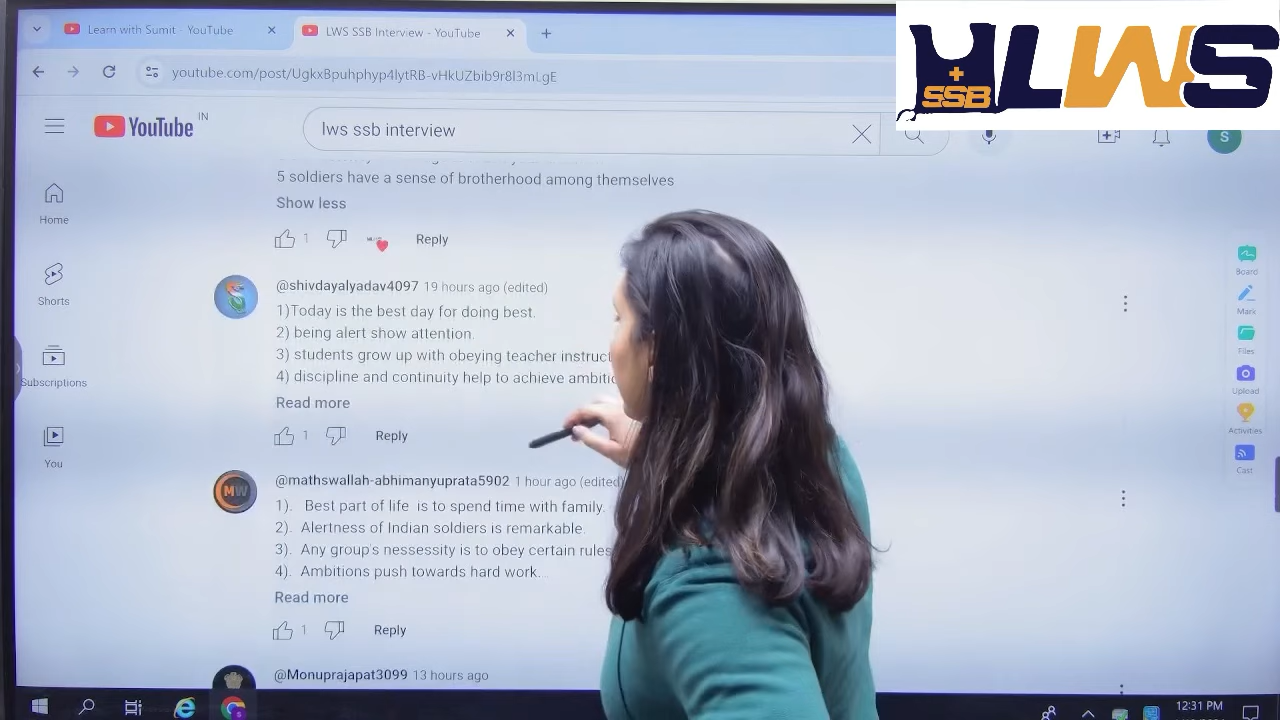 Learn with Sumit YouTube
LWS SSB Interview - YouTube
LWS
SSB
youtube.com/post/UgkxBpuhphyp4lytRB-vHkUZbib9r8l3mLgE
YouTube IN
lws ssb interview
S
5 soldiers have a sense of brotherhood among themselves
Show less
1 Reply
Home
Shorts
Subscriptions
You
@shivdayalyadav4097 19 hours ago (edited)
1)Today is the best day for doing best.
2) being alert show attention.
3) students grow up with obeying teacher instruc
4) discipline and continuity help to achieve ambitio
Read more
1 Reply
MW
@mathswallah-abhimanyuprata5902 1 hour ago (edited)
1). Best part of life is to spend time with family.
2). Alertness of Indian soldiers is remarkable.
3). Any group's nessessity is to obey certain rules
4). Ambitions push towards hard work...
Read more
1 Reply
@Monuprajapat3099 13 hours ago
Board
Mark
Files
Upload
Activities
Cast
12:31 PM